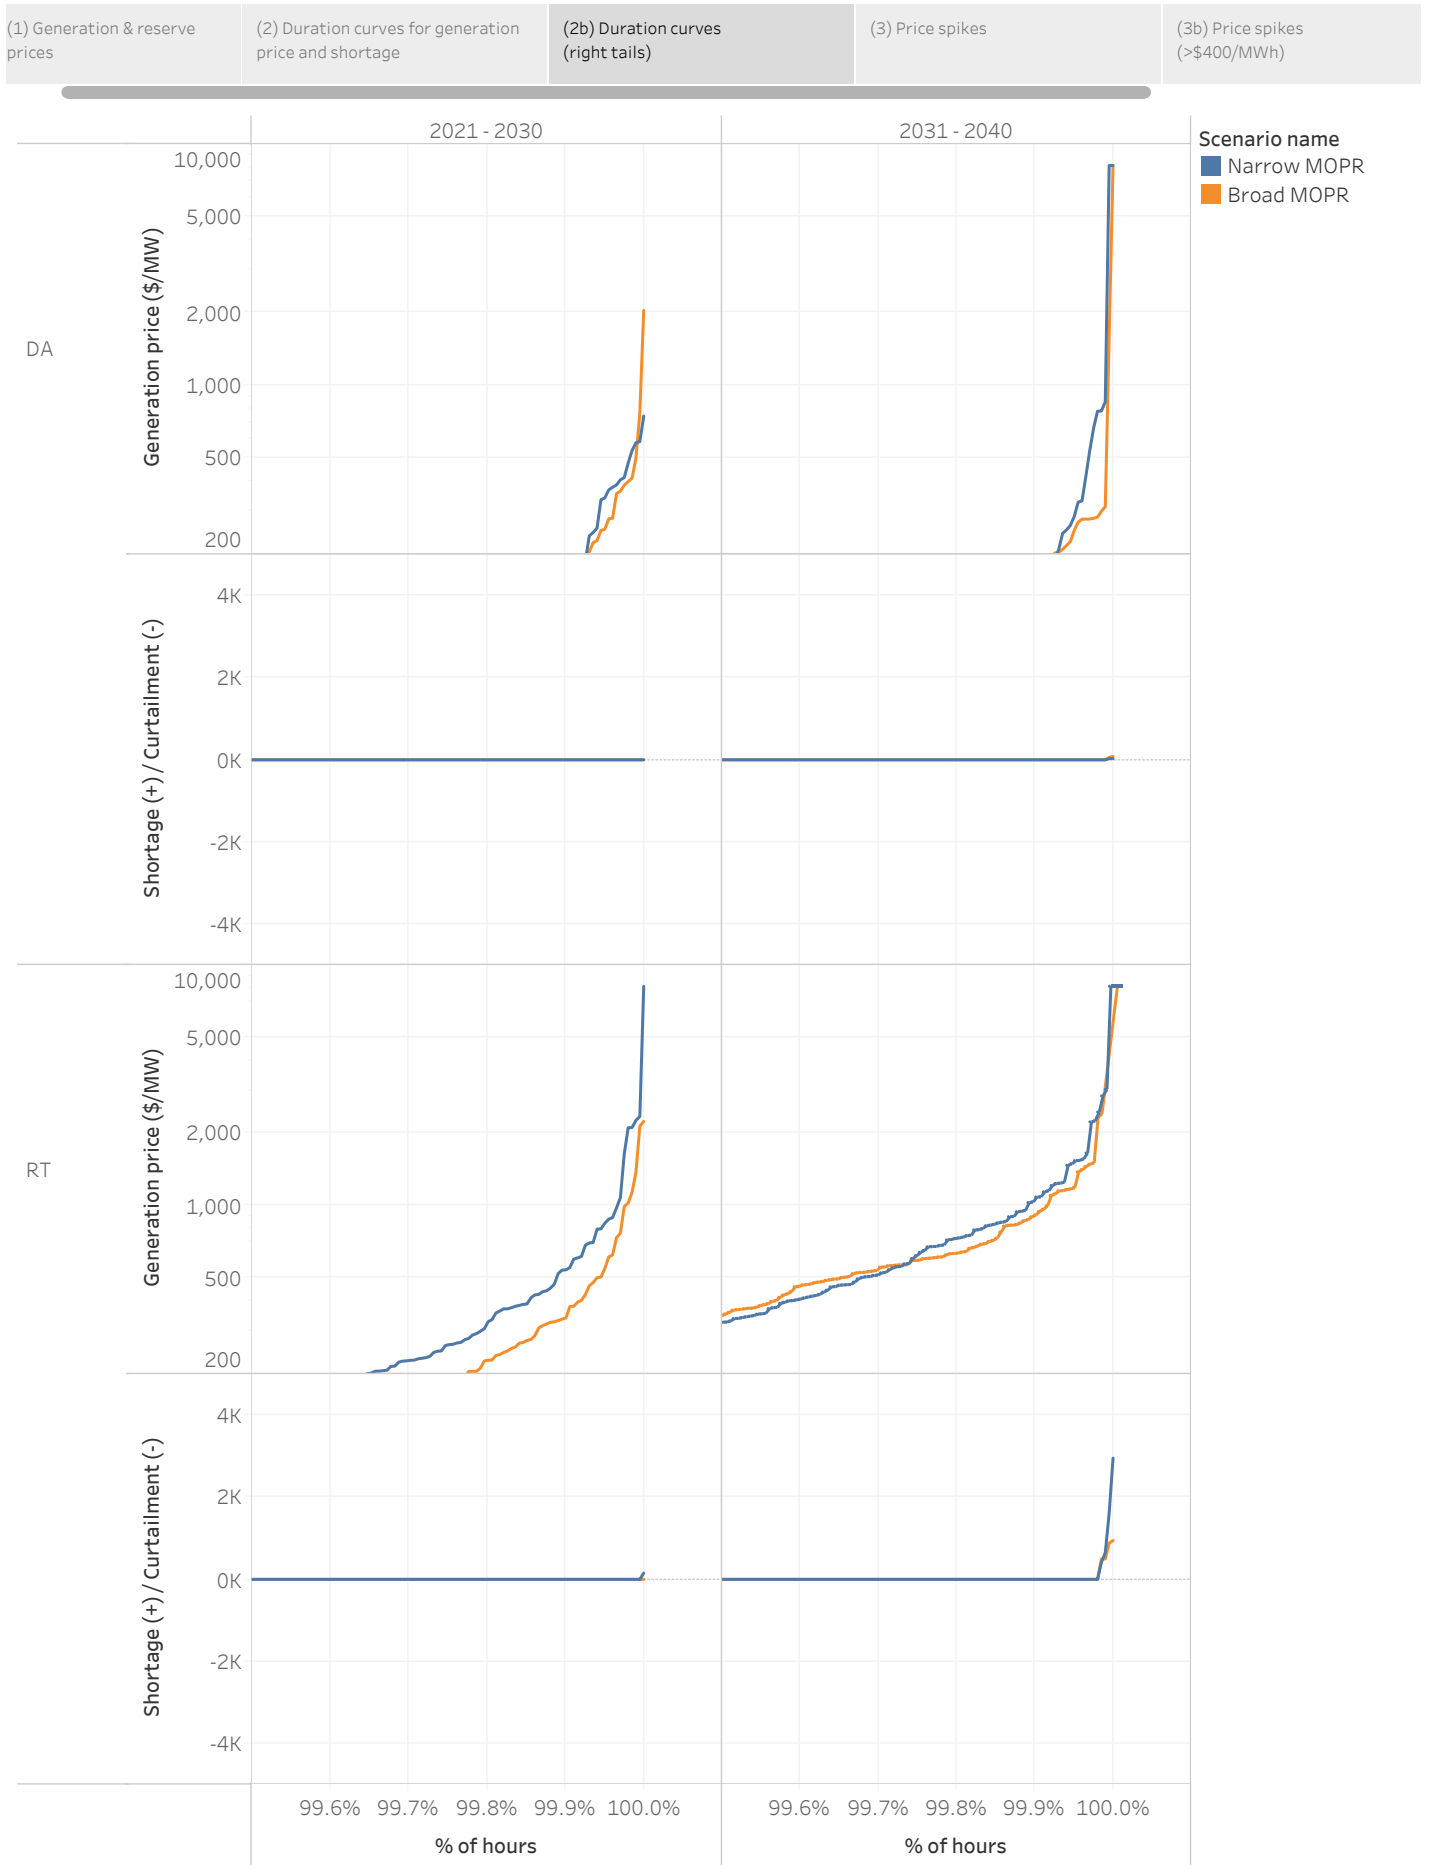 (1) Generation & reserve
prices
(2) Duration curves for generation
price and shortage
(2b) Duration curves
(right tails)
(3) Price spikes
(3b) Price spikes
(>$400/MWh)
2021 - 2030
2031 - 2040
Scenario name
Narrow MOPR
Broad MOPR
DA
Generation price ($/MW)
10,000
5,000
2,000
1,000
500
200
Shortage (+) / Curtailment (-)
4K
2K
0K
-2K
-4K
RT
Generation price ($/MW)
10,000
5,000
2,000
1,000
500
200
Shortage (+) / Curtailment (-)
4K
2K
0K
-2K
-4K
99.6% 99.7% 99.8% 99.9% 100.0%
99.6% 99.7% 99.8% 99.9% 100.0%
% of hours
% of hours